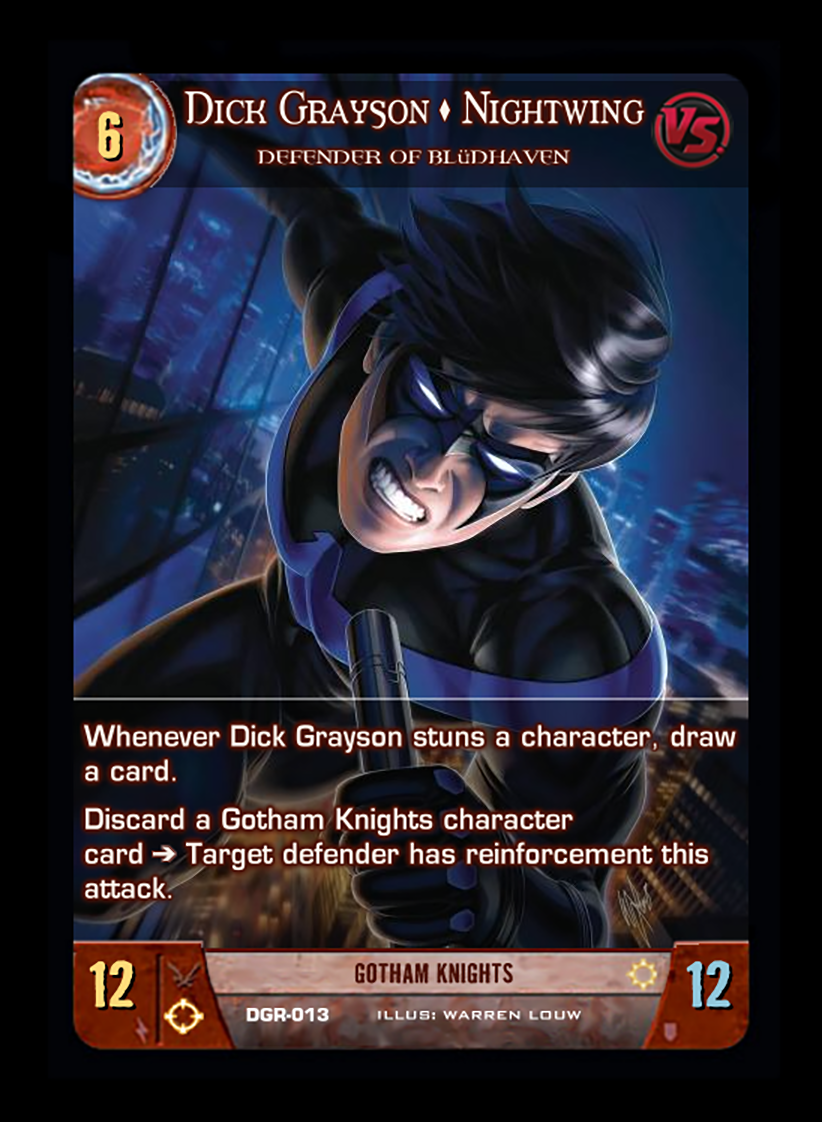 6
Dick Grayson ♦ Nightwing
VS.
Defender of Blüdhaven
Whenever Dick Grayson stuns a character, draw
a card.
Discard a Gotham Knights character
card ➔ Target defender has reinforcement this
attack.
12
GOTHAM KNIGHTS
12
DGR-013 ILLUS: WARREN LOUW